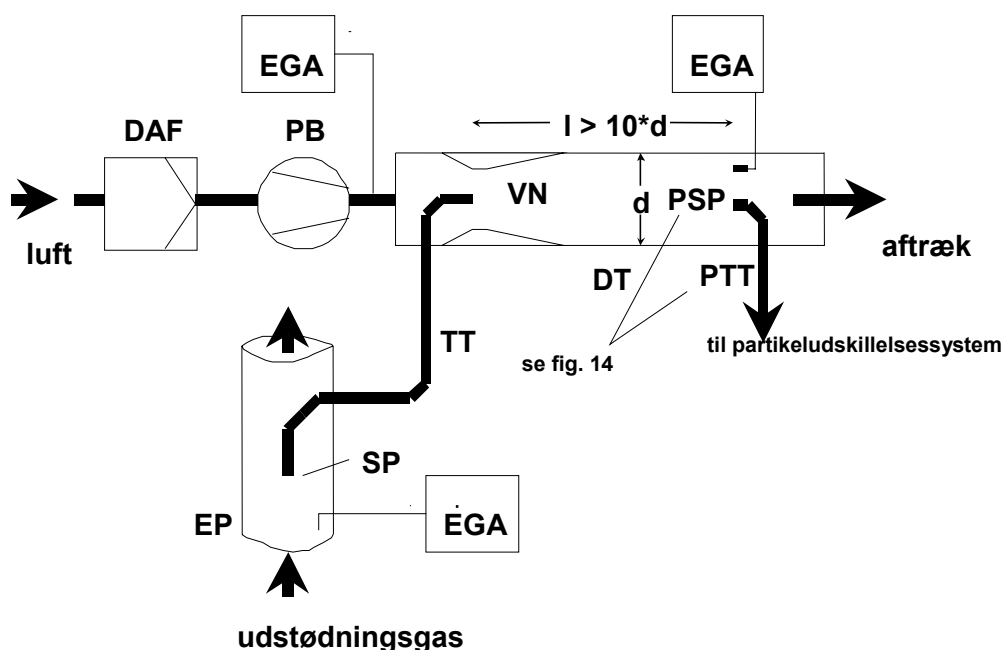 EGA
EGA
DAF
PB
l > 10*d
VN
d
PSP
luft
aftræk
DT
PTT
TT
til partikeludskillelsessystem
se fig. 14
SP
EP
EGA
udstødningsgas